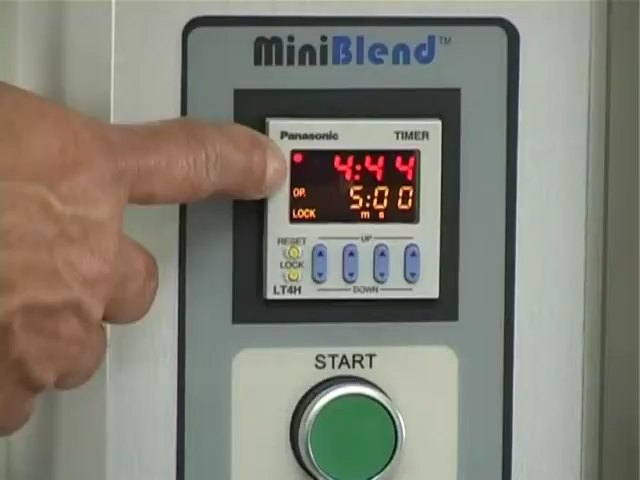 MiniBlend™
Panasonic TIMER
4:44
OP. 5:00
LOCK m s
RESET UP
LOCK
LT4H DOWN
START